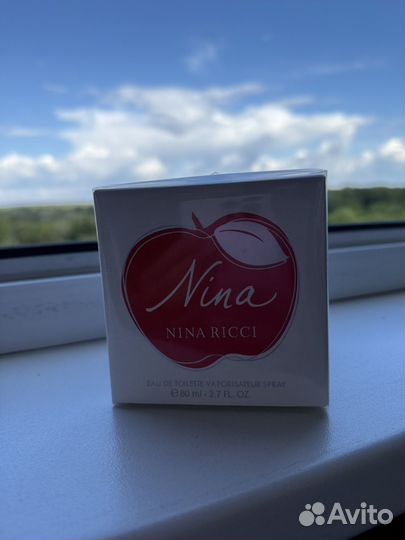 Nina
NINA RICCI
EAU DE TOILETTE VAPORISATEUR SPRAY
℮ 80 ml - 2.7 FL. OZ.
Avito